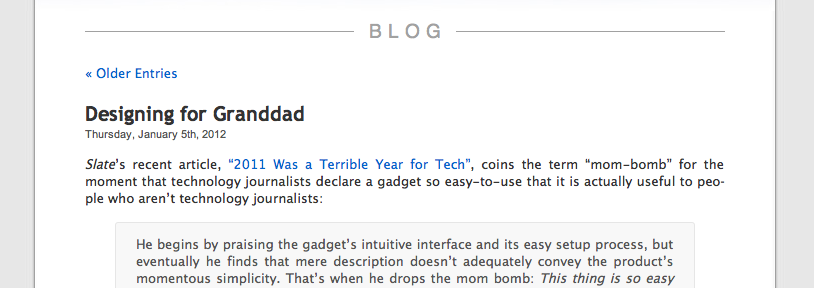 BLOG
« Older Entries
Designing for Granddad
Thursday, January 5th, 2012
Slate's recent article, “2011 Was a Terrible Year for Tech”, coins the term “mom-bomb” for the
moment that technology journalists declare a gadget so easy-to-use that it is actually useful to peo-
ple who aren't technology journalists:
He begins by praising the gadget's intuitive interface and its easy setup process, but
eventually he finds that mere description doesn't adequately convey the product's
momentous simplicity. That's when he drops the mom bomb: This thing is so easy